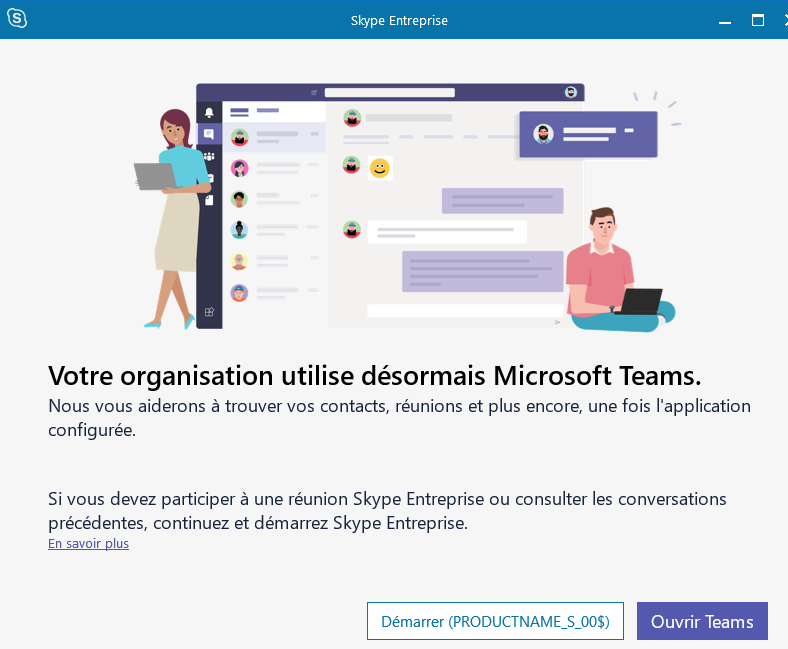 Skype Entreprise
Votre organisation utilise désormais Microsoft Teams.
Nous vous aiderons à trouver vos contacts, réunions et plus encore, une fois l'application
configurée.
Si vous devez participer à une réunion Skype Entreprise ou consulter les conversations
précédentes, continuez et démarrez Skype Entreprise.
En savoir plus
Démarrer (PRODUCTNAME_S_00$)
Ouvrir Teams